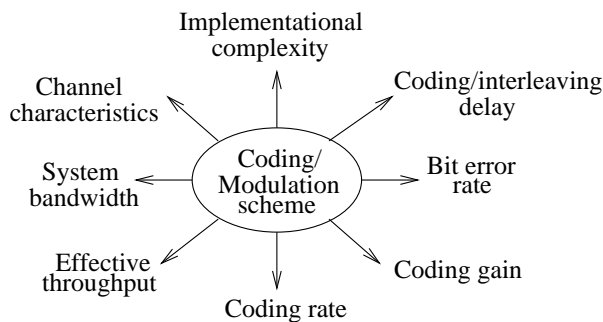 Implementational
complexity
Channel
characteristics
Coding/interleaving
delay
Coding/
Modulation
scheme
System
bandwidth
Bit error
rate
Effective
throughput
Coding gain
Coding rate